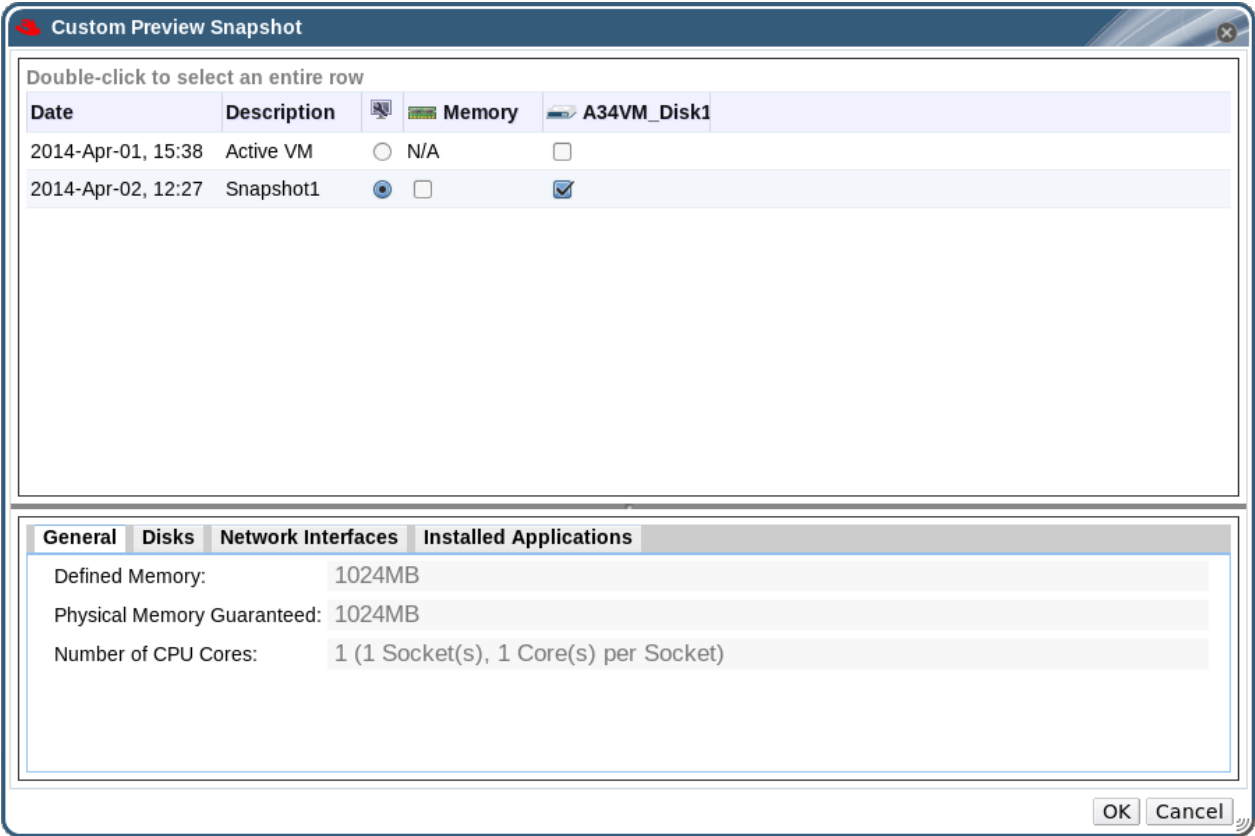 Custom Preview Snapshot
Double-click to select an entire row
Date Description Memory A34VM_Disk1
2014-Apr-01, 15:38 Active VM N/A
2014-Apr-02, 12:27 Snapshot1
General Disks Network Interfaces Installed Applications
Defined Memory: 1024MB
Physical Memory Guaranteed: 1024MB
Number of CPU Cores: 1 (1 Socket(s), 1 Core(s) per Socket)
OK Cancel